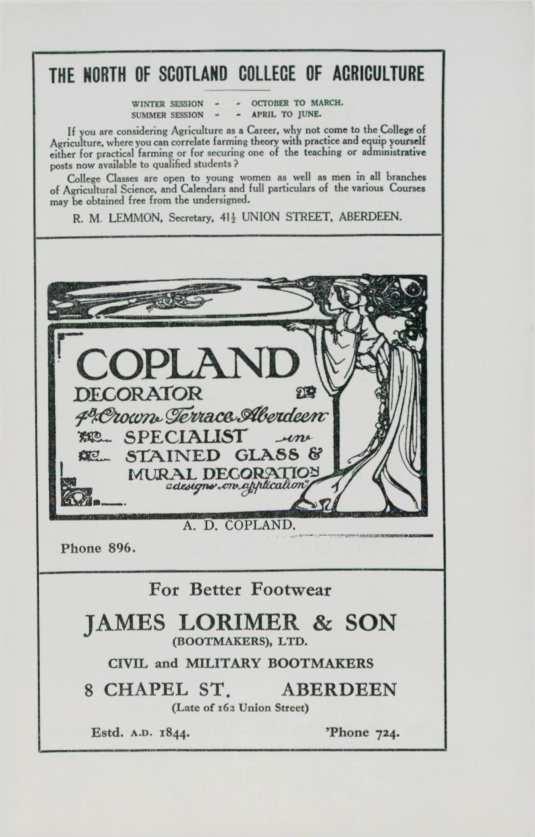 THE NORTH OF SCOTLAND COLLEGE OF AGRICULTURE
WINTER SESSION - - OCTOBER TO MARCH.
SUMMER SESSION - - APRIL TO JUNE.
If you are considering Agriculture as a Career, why not come to the College of
Agriculture, where you can correlate farming theory with practice and equip yourself
either for practical farming or for securing one of the teaching or administrative
posts now available to qualified students?
College Classes are open to young women as well as men in all branches
of Agricultural Science, and Calendars and full particulars of the various Courses
may be obtained free from the undersigned.
R. M. LEMMON, Secretary, 41½ UNION STREET, ABERDEEN.
COPLAND
DECORATOR
4ᴮ Crown Terrace Aberdeen
SPECIALIST in
STAINED GLASS &
MURAL DECORATION
designs on application
A. D. COPLAND.
Phone 896.
For Better Footwear
JAMES LORIMER & SON
(BOOTMAKERS), LTD.
CIVIL and MILITARY BOOTMAKERS
8 CHAPEL ST. ABERDEEN
(Late of 162 Union Street)
Estd. A.D. 1844. 'Phone 724.